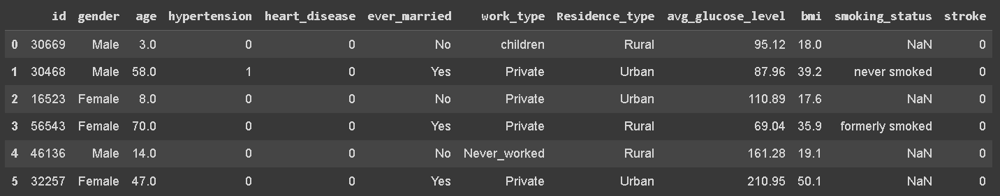 id gender age hypertension heart_disease ever_married work_type Residence_type avg_glucose_level bmi smoking_status stroke
0 30669 Male 3.0 0 0 No children Rural 95.12 18.0 NaN 0
1 30468 Male 58.0 1 0 Yes Private Urban 87.96 39.2 never smoked 0
2 16523 Female 8.0 0 0 No Private Urban 110.89 17.6 NaN 0
3 56543 Female 70.0 0 0 Yes Private Rural 69.04 35.9 formerly smoked 0
4 46136 Male 14.0 0 0 No Never_worked Rural 161.28 19.1 NaN 0
5 32257 Female 47.0 0 0 Yes Private Urban 210.95 50.1 NaN 0